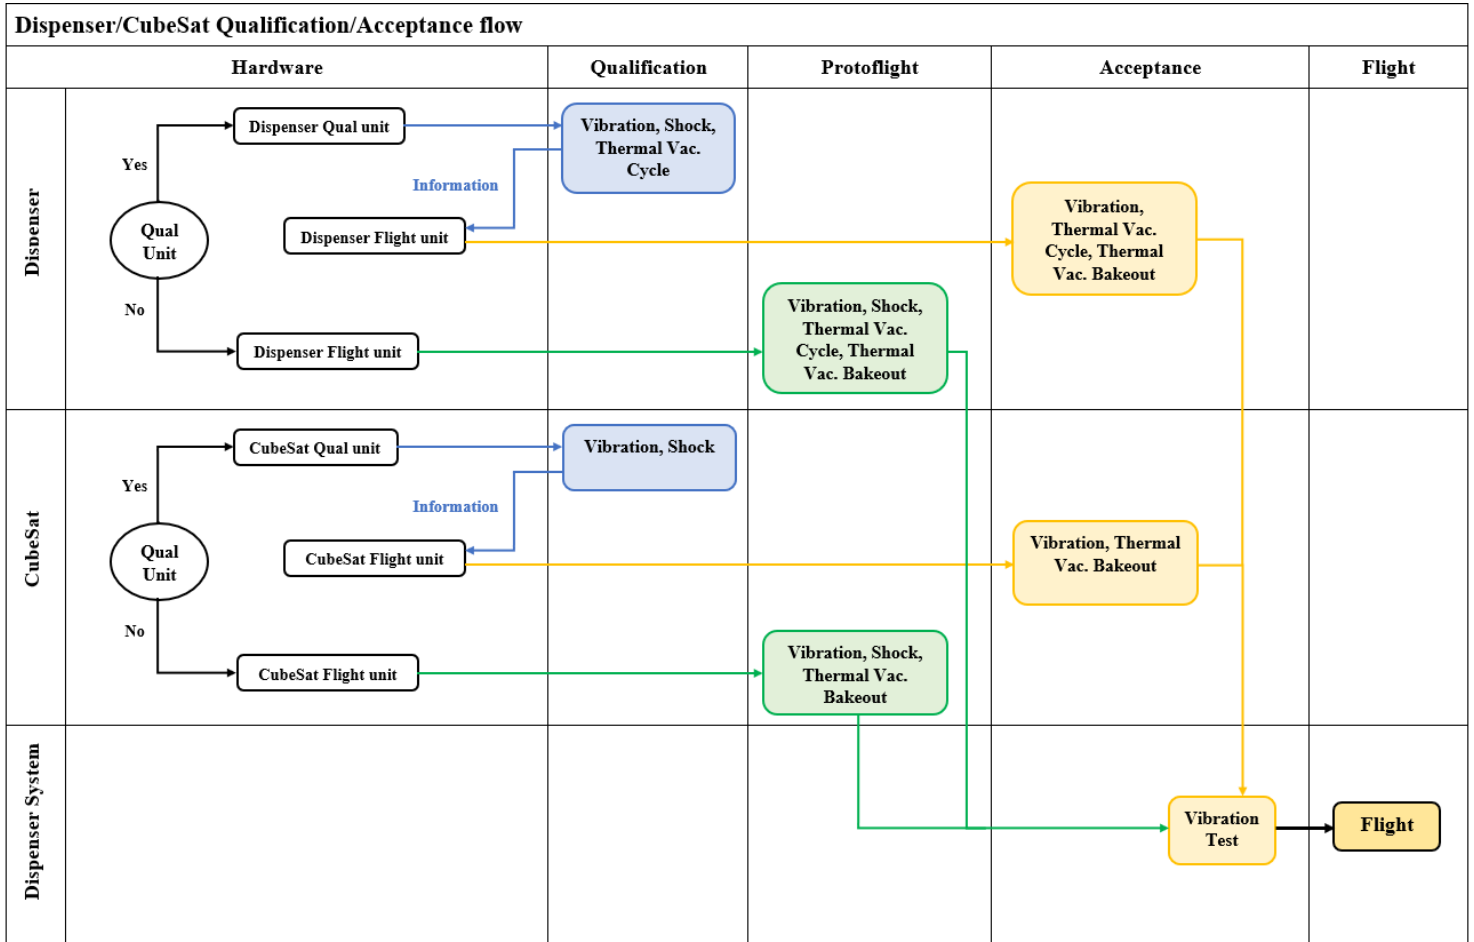 Dispenser/CubeSat Qualification/Acceptance flow
Hardware
Qualification
Protoflight
Acceptance
Flight
Dispenser
Qual
Unit
Yes
No
Dispenser Qual unit
Information
Dispenser Flight unit
Dispenser Flight unit
Vibration, Shock,
Thermal Vac.
Cycle
Vibration, Shock,
Thermal Vac.
Cycle, Thermal
Vac. Bakeout
Vibration,
Thermal Vac.
Cycle, Thermal
Vac. Bakeout
CubeSat
Qual
Unit
Yes
No
CubeSat Qual unit
Information
CubeSat Flight unit
CubeSat Flight unit
Vibration, Shock
Vibration, Shock,
Thermal Vac.
Bakeout
Vibration, Thermal
Vac. Bakeout
Dispenser System
Vibration
Test
Flight